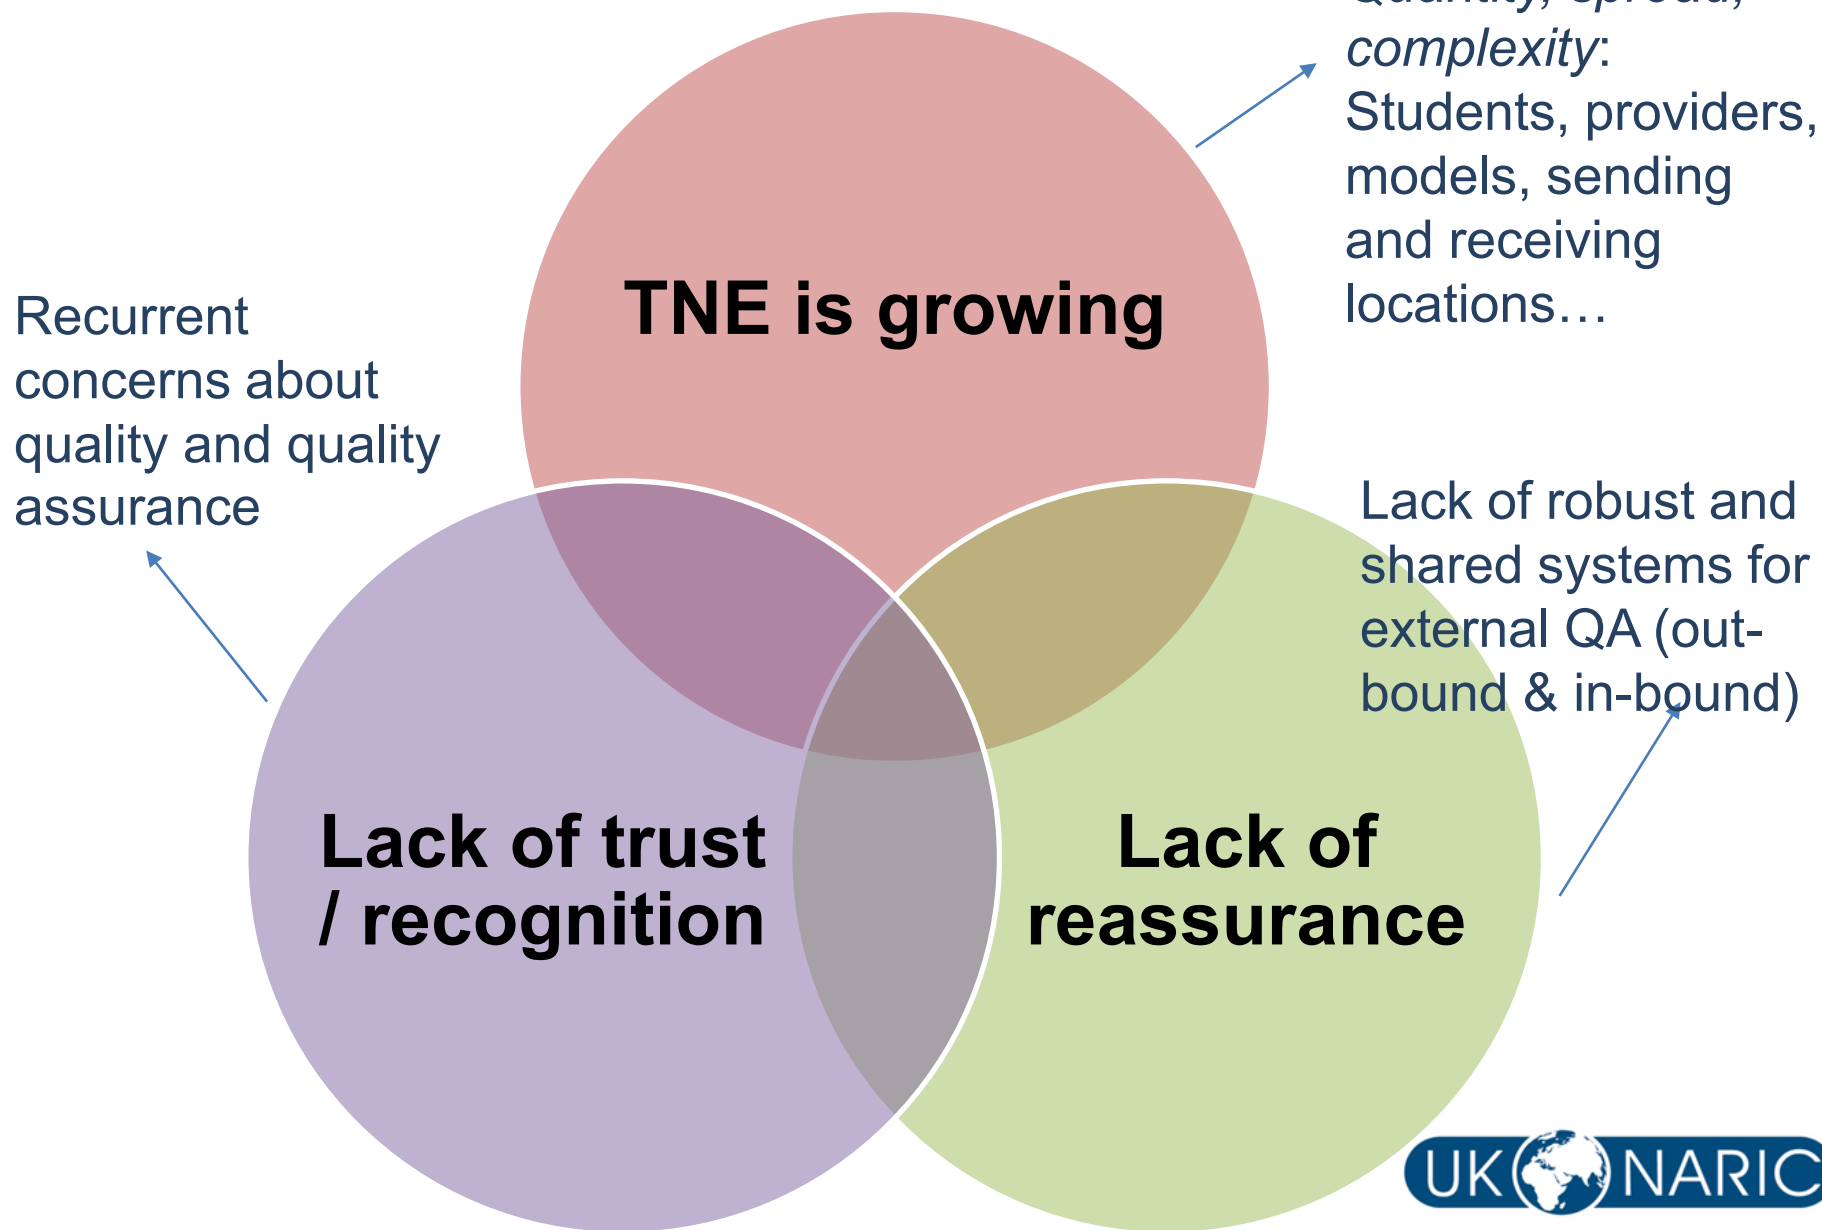 Quantity, spread,
complexity:
Students, providers,
models, sending
and receiving
locations…
TNE is growing
Recurrent
concerns about
quality and quality
assurance
Lack of robust and
shared systems for
external QA (out-
bound & in-bound)
Lack of trust
/ recognition
Lack of
reassurance
UK NARIC